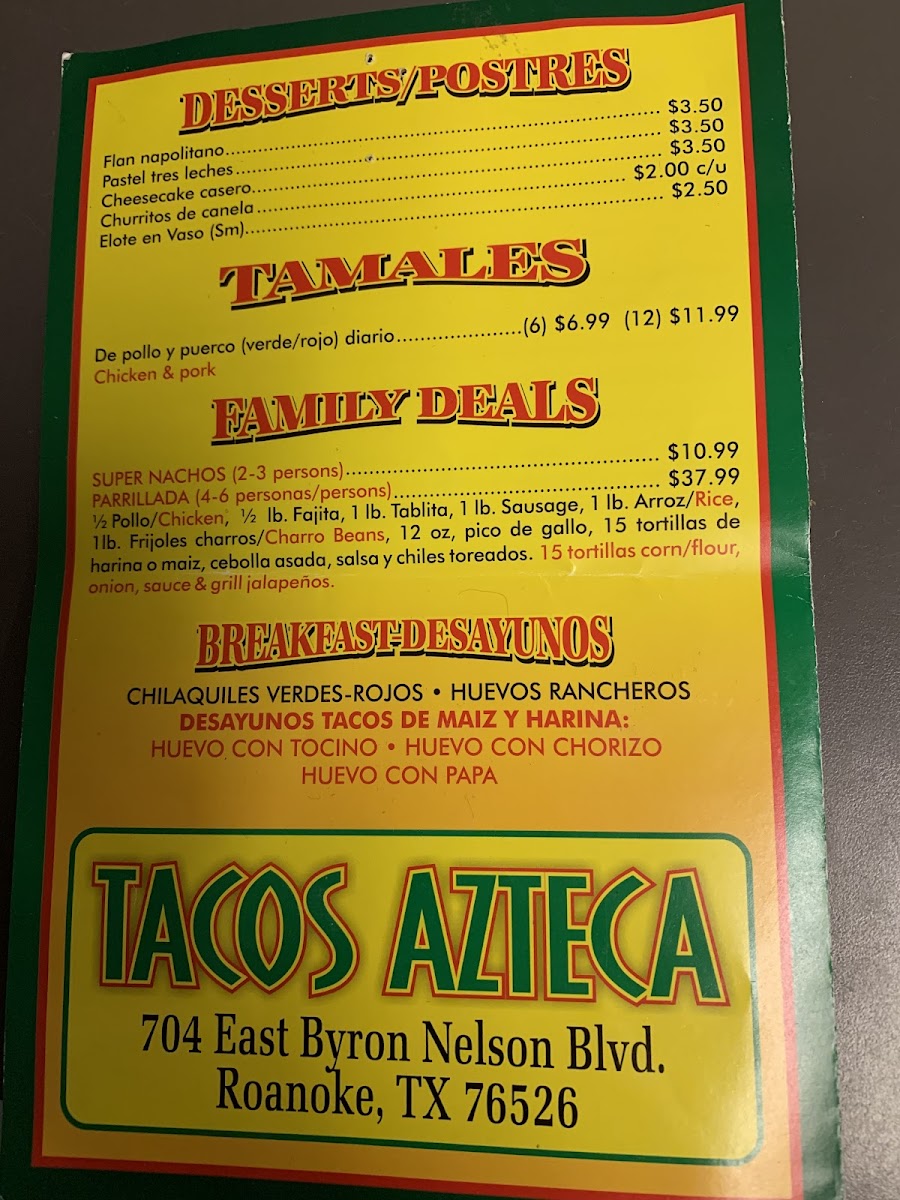 DESSERTS/POSTRES
Flan napolitano.......................................................... $3.50
Pastel tres leches......................................................... $3.50
Cheesecake casero....................................................... $3.50
Churritos de canela................................................... $2.00 c/u
Elote en Vaso (Sm)......................................................... $2.50
TAMALES
De pollo y puerco (verde/rojo) diario.....................(6) $6.99 (12) $11.99
Chicken & pork
FAMILY DEALS
SUPER NACHOS (2-3 persons)................................................ $10.99
PARRILLADA (4-6 personas/persons)......................................... $37.99
½ Pollo/Chicken, ½ lb. Fajita, 1 lb. Tablita, 1 lb. Sausage, 1 lb. Arroz/Rice,
1lb. Frijoles charros/Charro Beans, 12 oz, pico de gallo, 15 tortillas de
harina o maiz, cebolla asada, salsa y chiles toreados. 15 tortillas corn/flour,
onion, sauce & grill jalapeños.
BREAKFAST-DESAYUNOS
CHILAQUILES VERDES-ROJOS • HUEVOS RANCHEROS
DESAYUNOS TACOS DE MAIZ Y HARINA:
HUEVO CON TOCINO • HUEVO CON CHORIZO
HUEVO CON PAPA
TACOS AZTECA
704 East Byron Nelson Blvd.
Roanoke, TX 76526